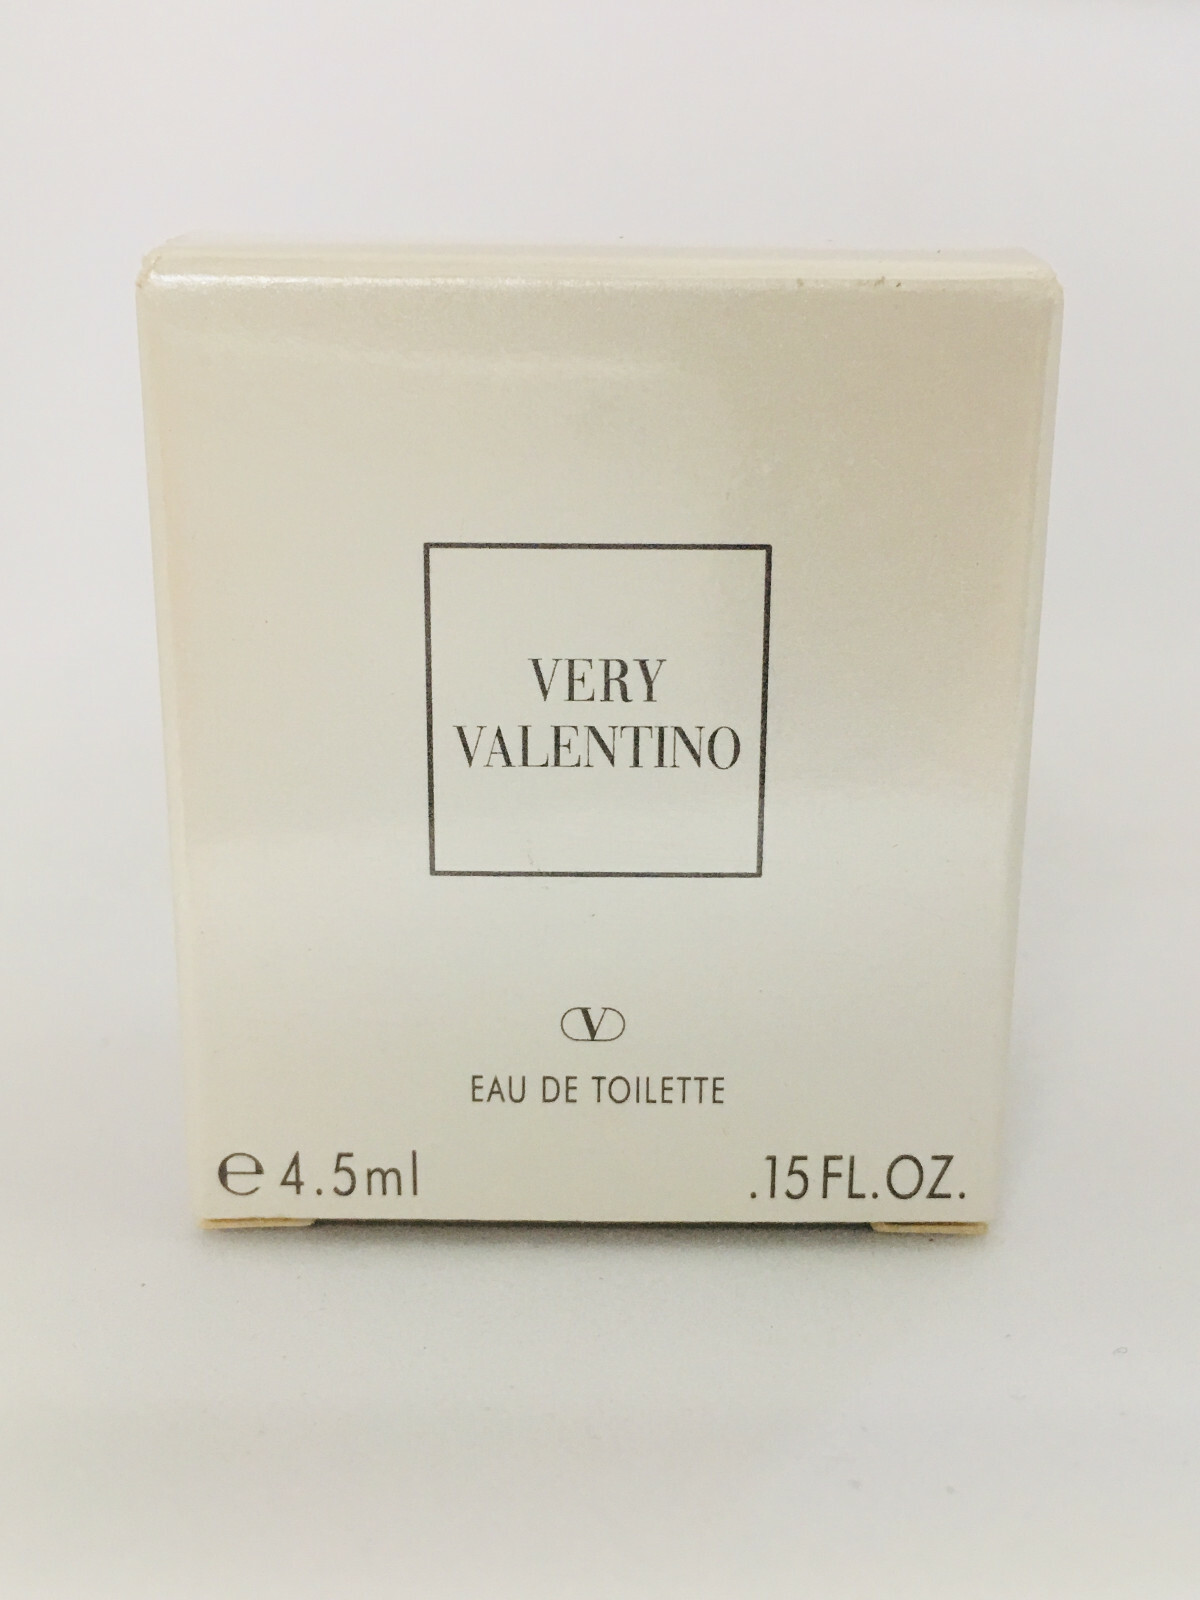 VERY
VALENTINO
V
EAU DE TOILETTE
℮ 4.5ml .15 FL.OZ.